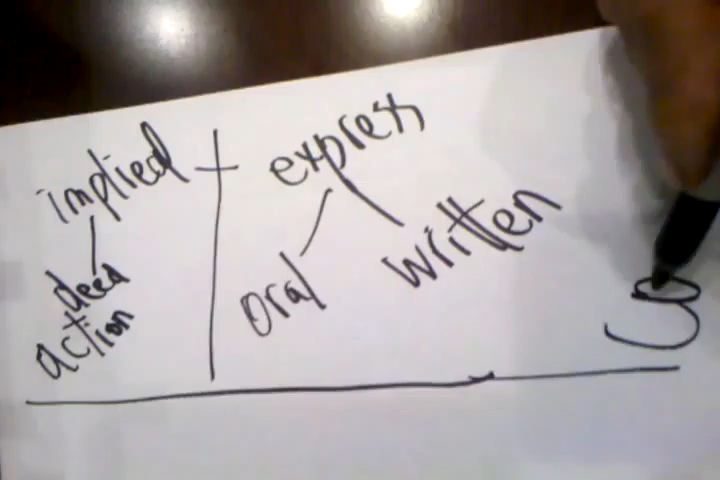 implied + express
deed
action
oral
written